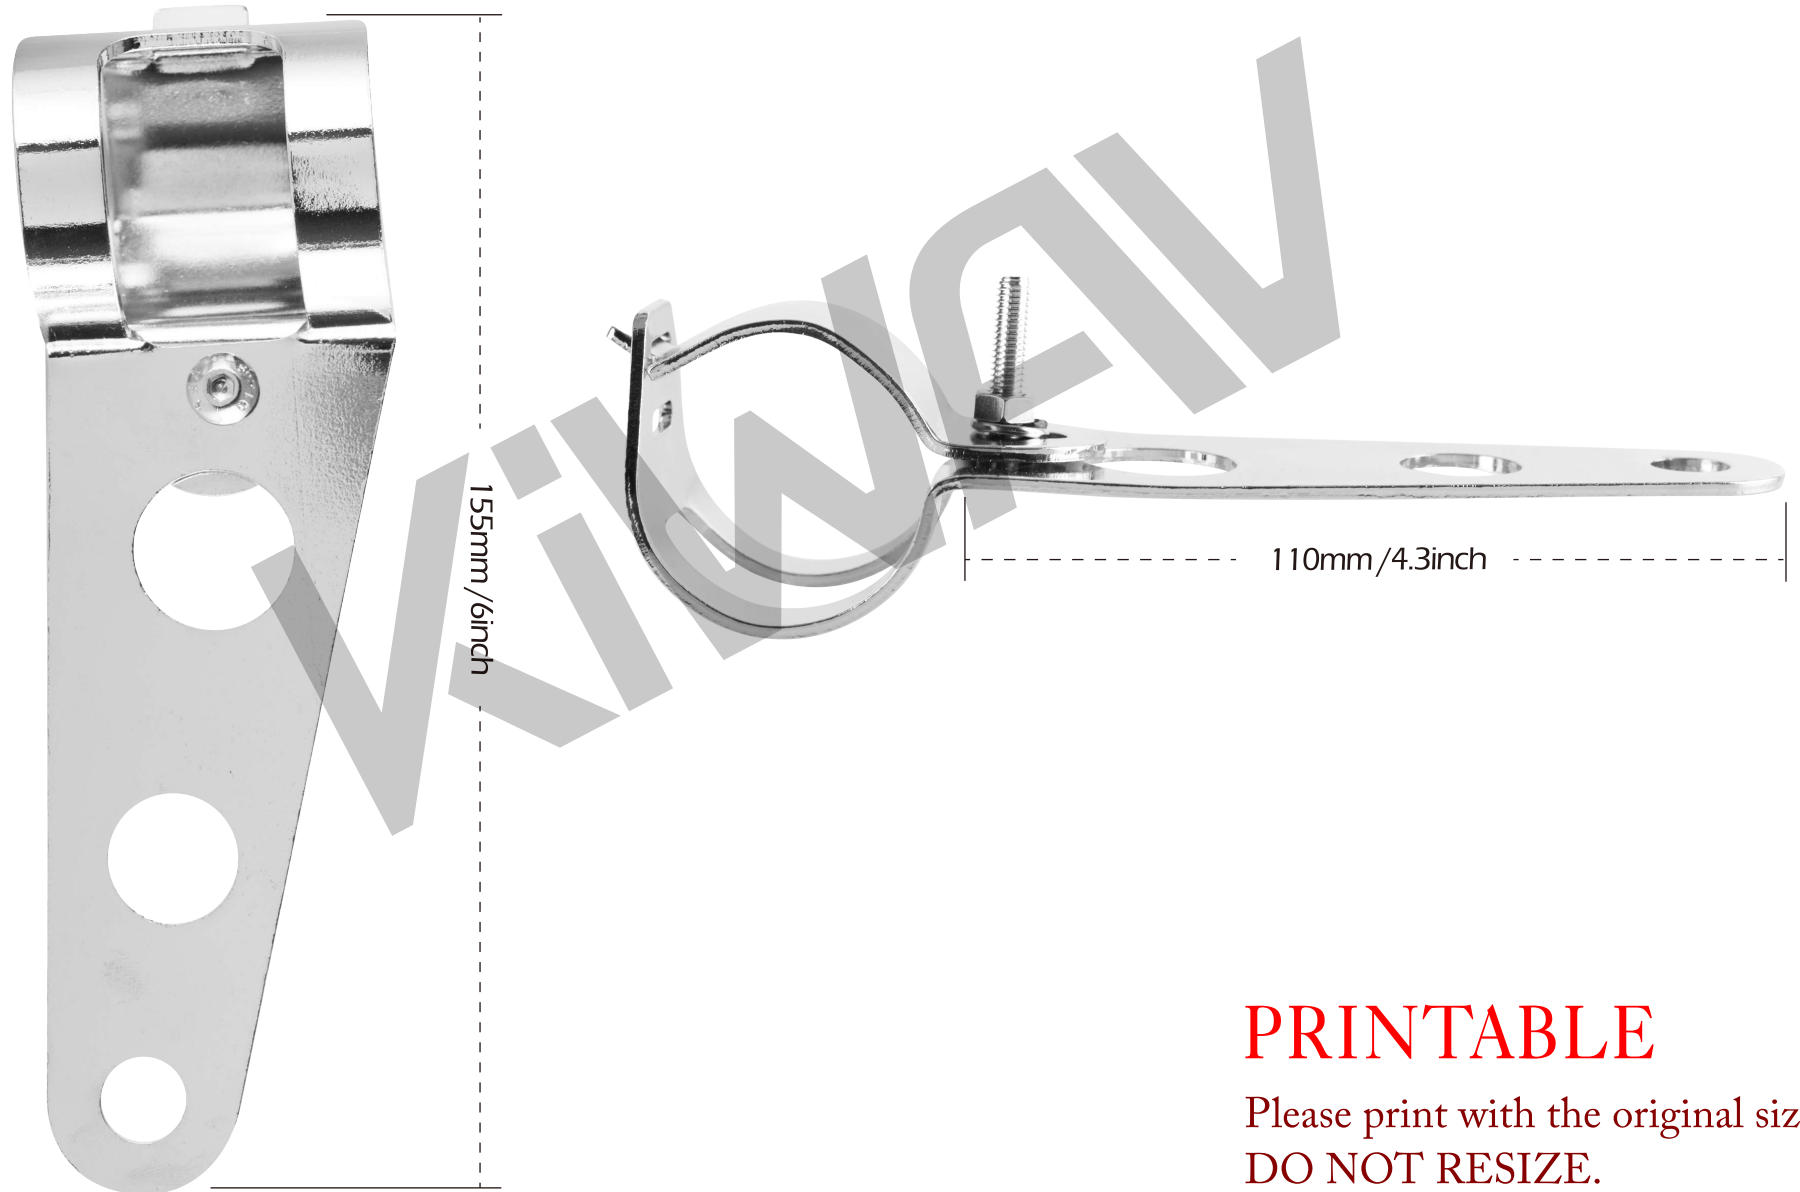 155mm /6inch
KiWAV
110mm /4.3inch
PRINTABLE
Please print with the original siz
DO NOT RESIZE.